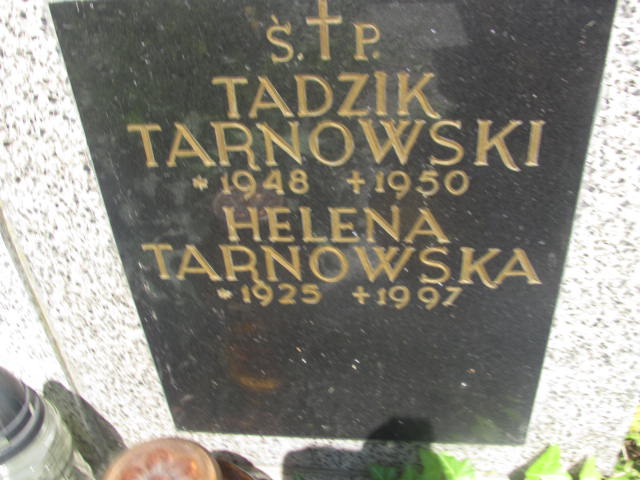 Ś.†P.
TADZIK
TARNOWSKI
*1948 +1950
HELENA
TARNOWSKA
*1925 +1997